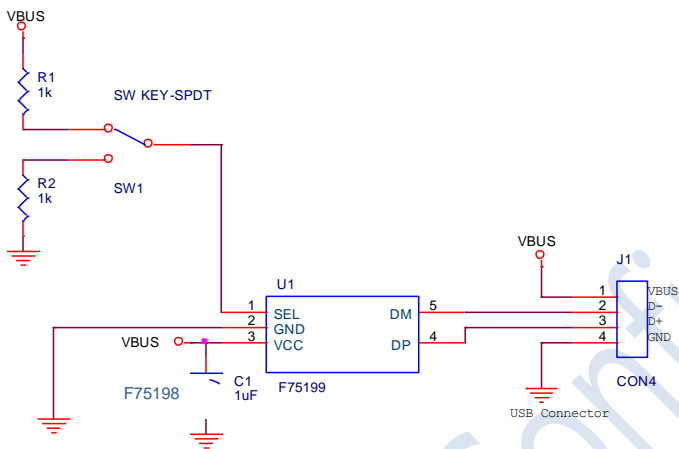 VBUS
R1
1k
SW KEY-SPDT
R2
1k
SW1
VBUS
J1
U1
1
SEL
DM
5
2
GND
3
VCC
DP
4
VBUS
1
VBUS
2
D-
3
D+
4
GND
F75198
C1
1uF
F75199
CON4
USB Connector